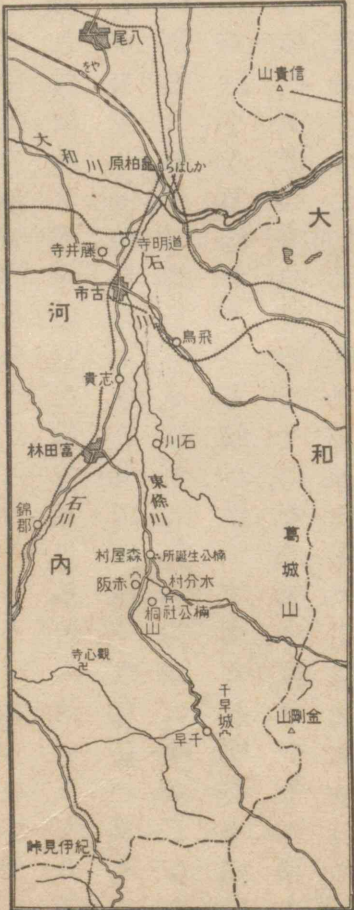 八尾
やを
信貴山
大和川
柏原
かしはら
大和
道明寺
藤井寺
石川
古市
河内
飛鳥
貴志
石川
富田林
東條川
石川
錦郡
葛城山
楠公生誕所
森屋村
赤阪
水分村
楠公社
桐山
観心寺
千早城
千早
金剛山
紀伊見峠